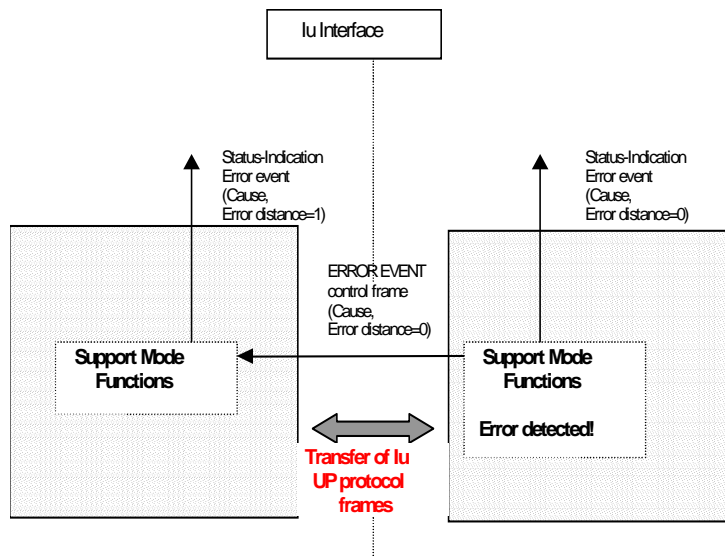 Iu Interface
Status-Indication
Error event
(Cause,
Error distance=1)
Status-Indication
Error event
(Cause,
Error distance=0)
ERROR EVENT
control frame
(Cause,
Error distance=0)
Support Mode
Functions
Support Mode
Functions
Error detected!
Transfer of Iu
UP protocol
frames